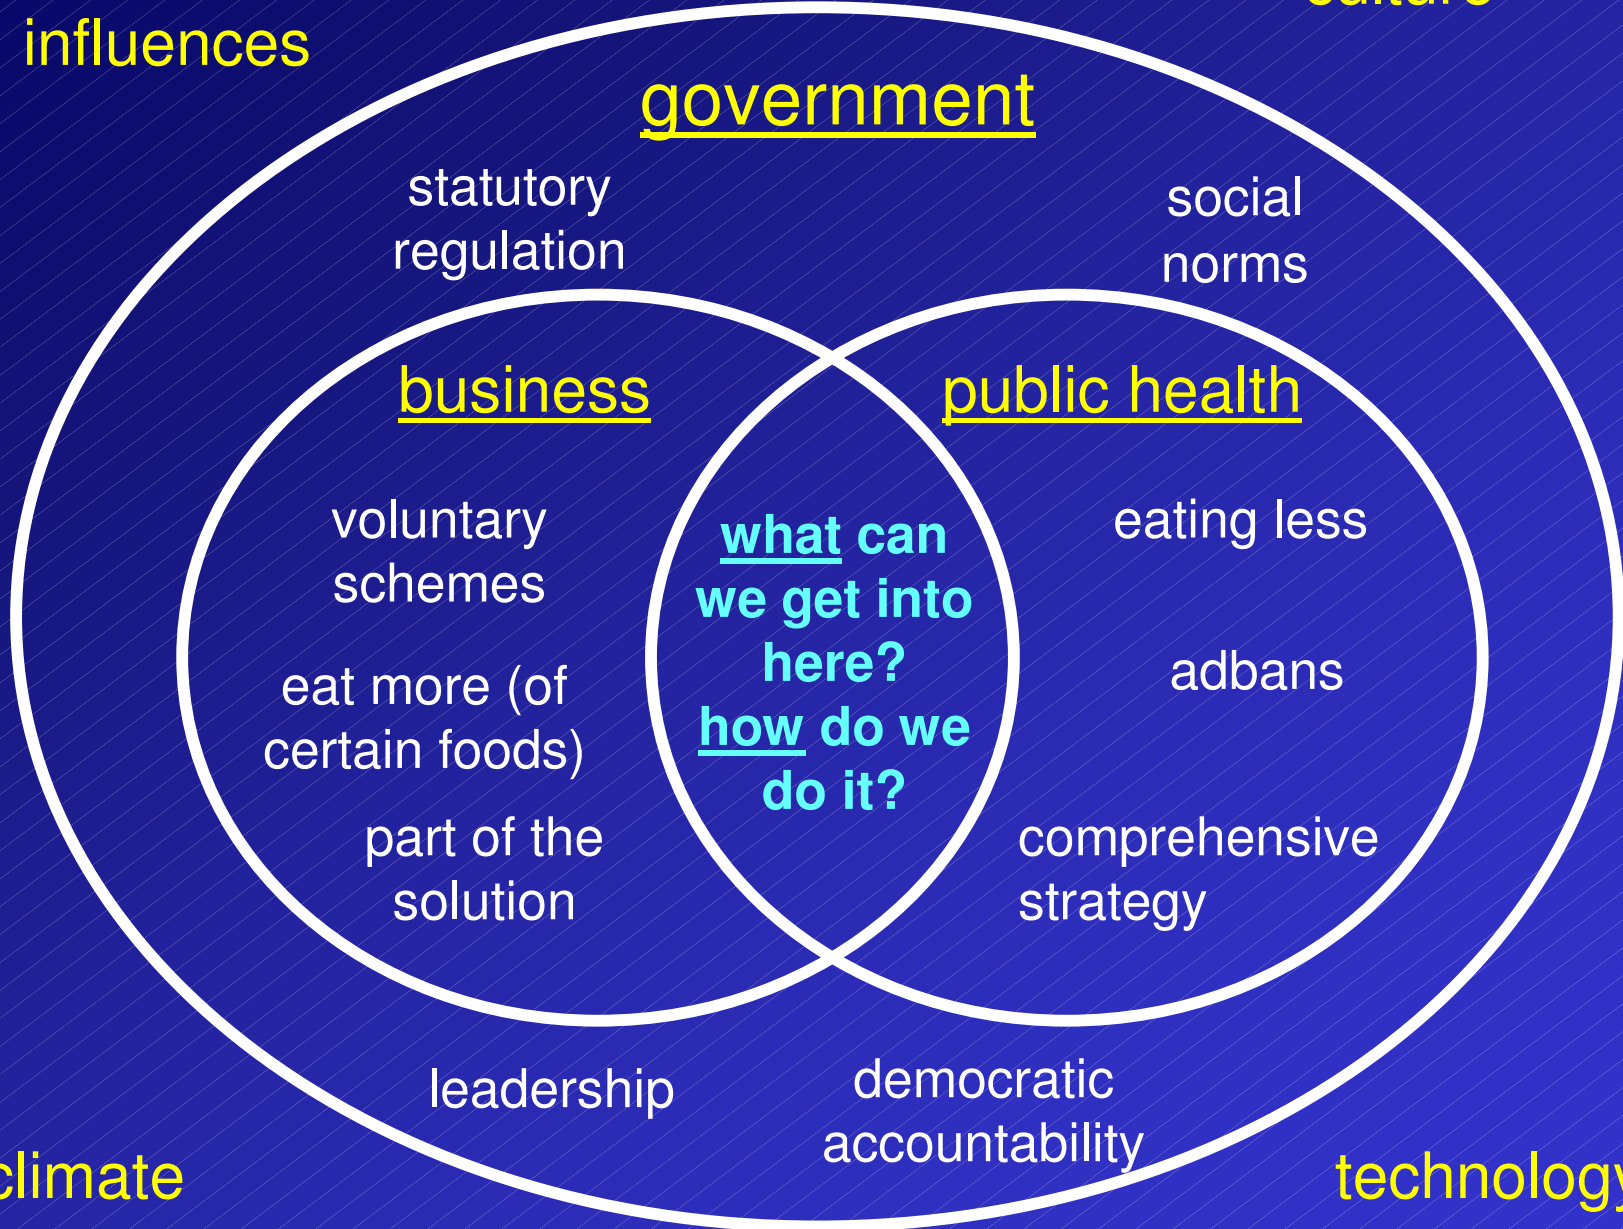 culture
influences
government
statutory
regulation
social
norms
business
public health
voluntary
schemes
eat more (of
certain foods)
part of the
solution
what can
we get into
here?
how do we
do it?
eating less
adbans
comprehensive
strategy
leadership
democratic
accountability
climate
technology